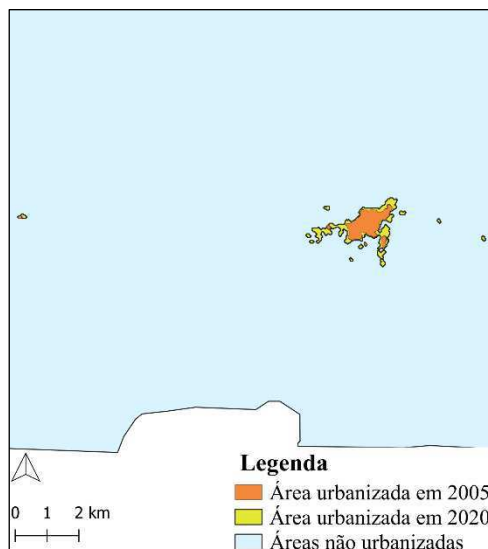 Legenda
Área urbanizada em 2005
Área urbanizada em 2020
Áreas não urbanizadas
0 1 2 km